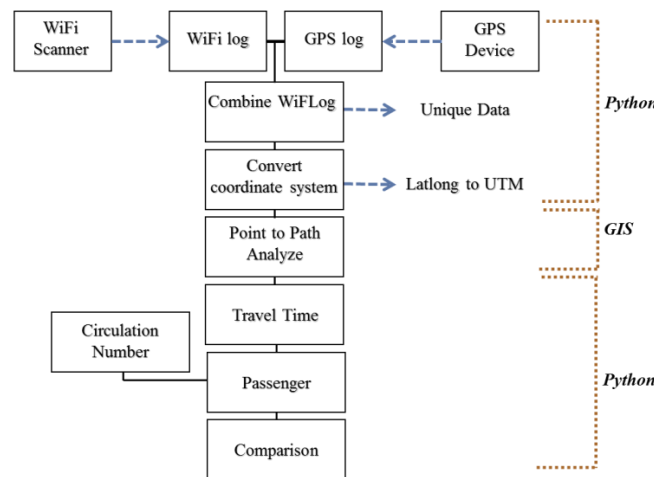 WiFi
Scanner
WiFi log
GPS log
GPS
Device
Combine WiFLog
Unique Data
Python
Convert
coordinate system
Latlong to UTM
Point to Path
Analyze
GIS
Travel Time
Circulation
Number
Passenger
Python
Comparison